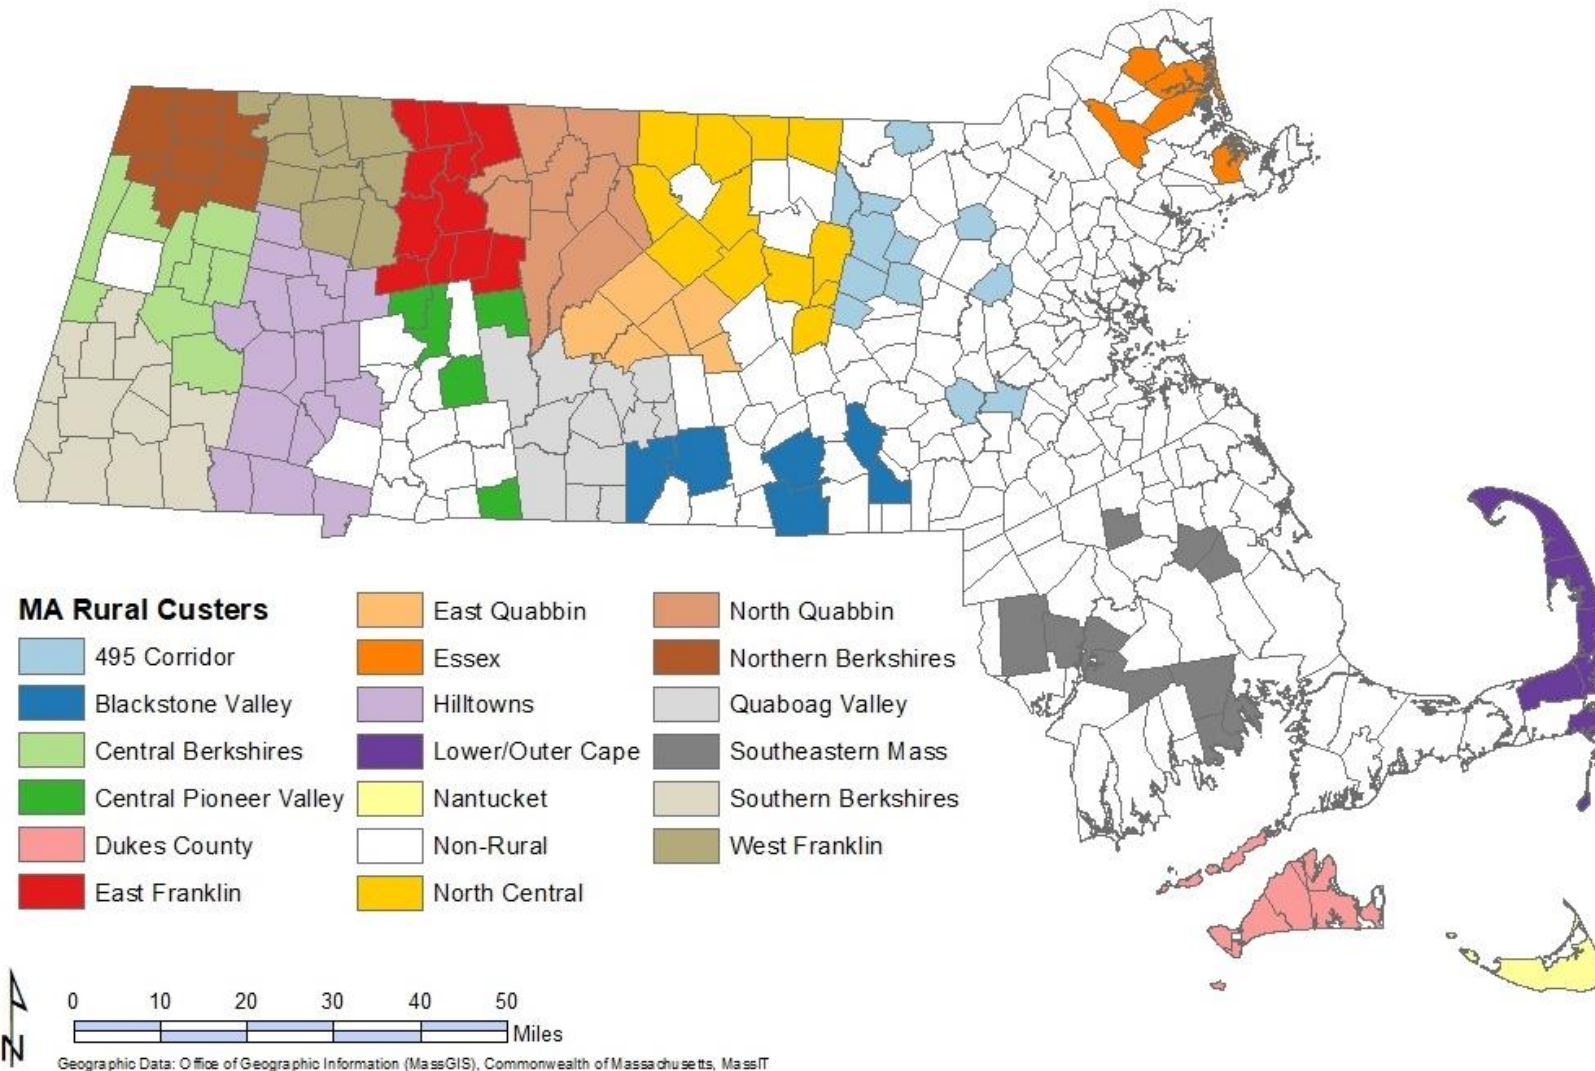 MA Rural Custers
495 Corridor
Blackstone Valley
Central Berkshires
Central Pioneer Valley
Dukes County
East Franklin
East Quabbin
Essex
Hilltowns
Lower/Outer Cape
Nantucket
Non-Rural
North Central
North Quabbin
Northern Berkshires
Quaboag Valley
Southeastern Mass
Southern Berkshires
West Franklin
N
0 10 20 30 40 50
Miles
Geographic Data: Office of Geographic Information (MassGIS), Commonwealth of Massachusetts, MassIT